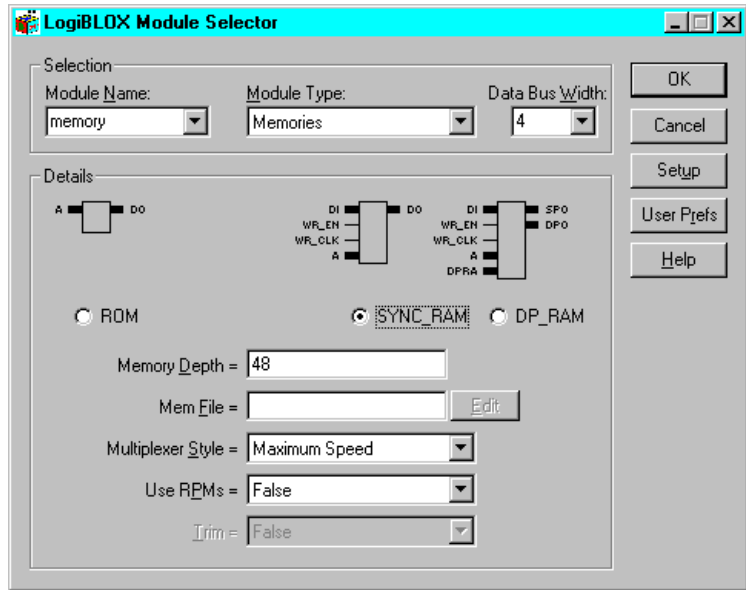 LogiBLOX Module Selector
Selection
Module Name: Module Type: Data Bus Width:
memory Memories 4
OK
Cancel
Setup
User Prefs
Help
Details
A DO
DI DO
WR_EN
WR_CLK
A
DI SPO
WR_EN DPO
WR_CLK
A
DPRA
ROM SYNC_RAM DP_RAM
Memory Depth = 48
Mem File = Edit
Multiplexer Style = Maximum Speed
Use RPMs = False
Trim = False